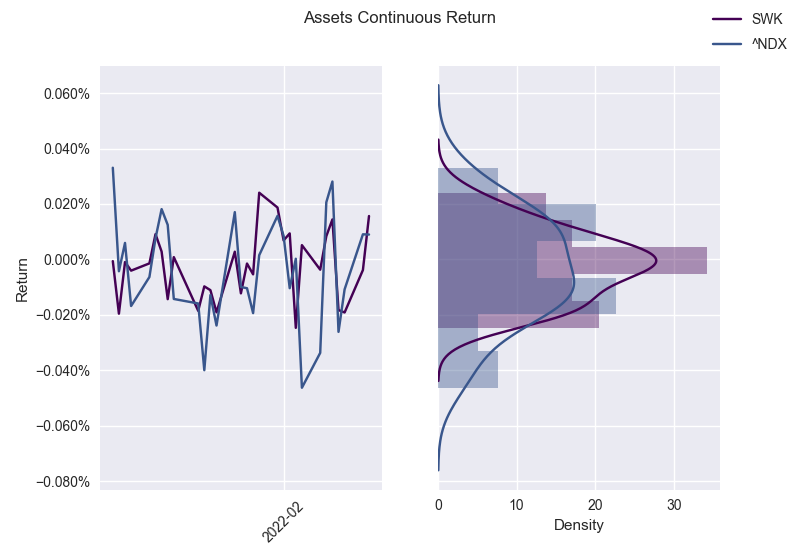 Assets Continuous Return
SWK
^NDX
0.060%
0.040%
0.020%
0.000%
−0.020%
−0.040%
−0.060%
−0.080%
Return
2022-02
0 10 20 30
Density